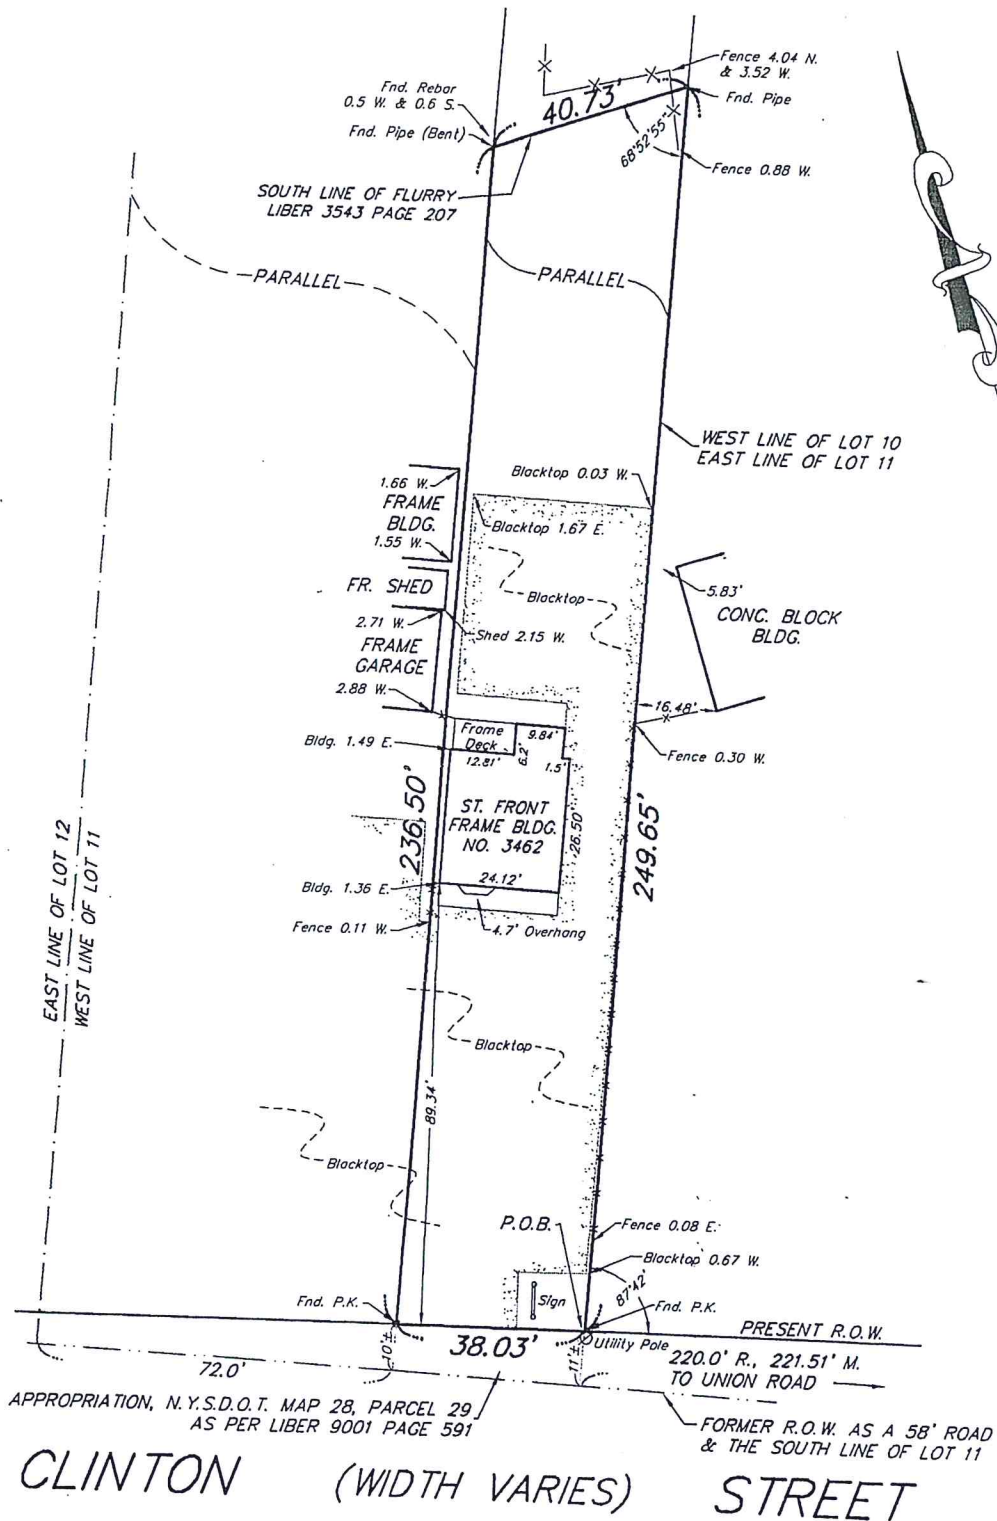 Fence 4.04 N.
& 3.52 W.
Fnd. Rebar
0.5 W. & 0.6 S.
40.73'
Fnd. Pipe
Fnd. Pipe (Bent)
68°52'55"
Fence 0.88 W.
SOUTH LINE OF FLURRY
LIBER 3543 PAGE 207
PARALLEL
PARALLEL
WEST LINE OF LOT 10
EAST LINE OF LOT 11
Blacktop 0.03 W.
1.66 W.
FRAME
BLDG.
1.55 W.
Blacktop 1.67 E.
FR. SHED
Blacktop
5.83'
CONC. BLOCK
BLDG.
2.71 W.
Shed 2.15 W.
FRAME
GARAGE
2.88 W.
16.48'
Frame
Deck
9.84'
Bldg. 1.49 E.
12.81'
6.2'
1.5'
Fence 0.30 W.
236.50'
ST. FRONT
FRAME BLDG.
NO. 3462
26.50'
249.65'
24.12'
Bldg. 1.36 E.
4.7' Overhang
Fence 0.11 W.
EAST LINE OF LOT 12
WEST LINE OF LOT 11
Blacktop
89.34'
Blacktop
P.O.B.
Fence 0.08 E.
Blacktop 0.67 W.
87°42'
Fnd. P.K.
Sign
Fnd. P.K.
PRESENT R.O.W.
38.03'
Utility Pole
10'±
11'±
220.0' R., 221.51' M.
TO UNION ROAD
72.0'
APPROPRIATION, N.Y.S.D.O.T. MAP 28, PARCEL 29
AS PER LIBER 9001 PAGE 591
FORMER R.O.W. AS A 58' ROAD
& THE SOUTH LINE OF LOT 11
CLINTON (WIDTH VARIES) STREET